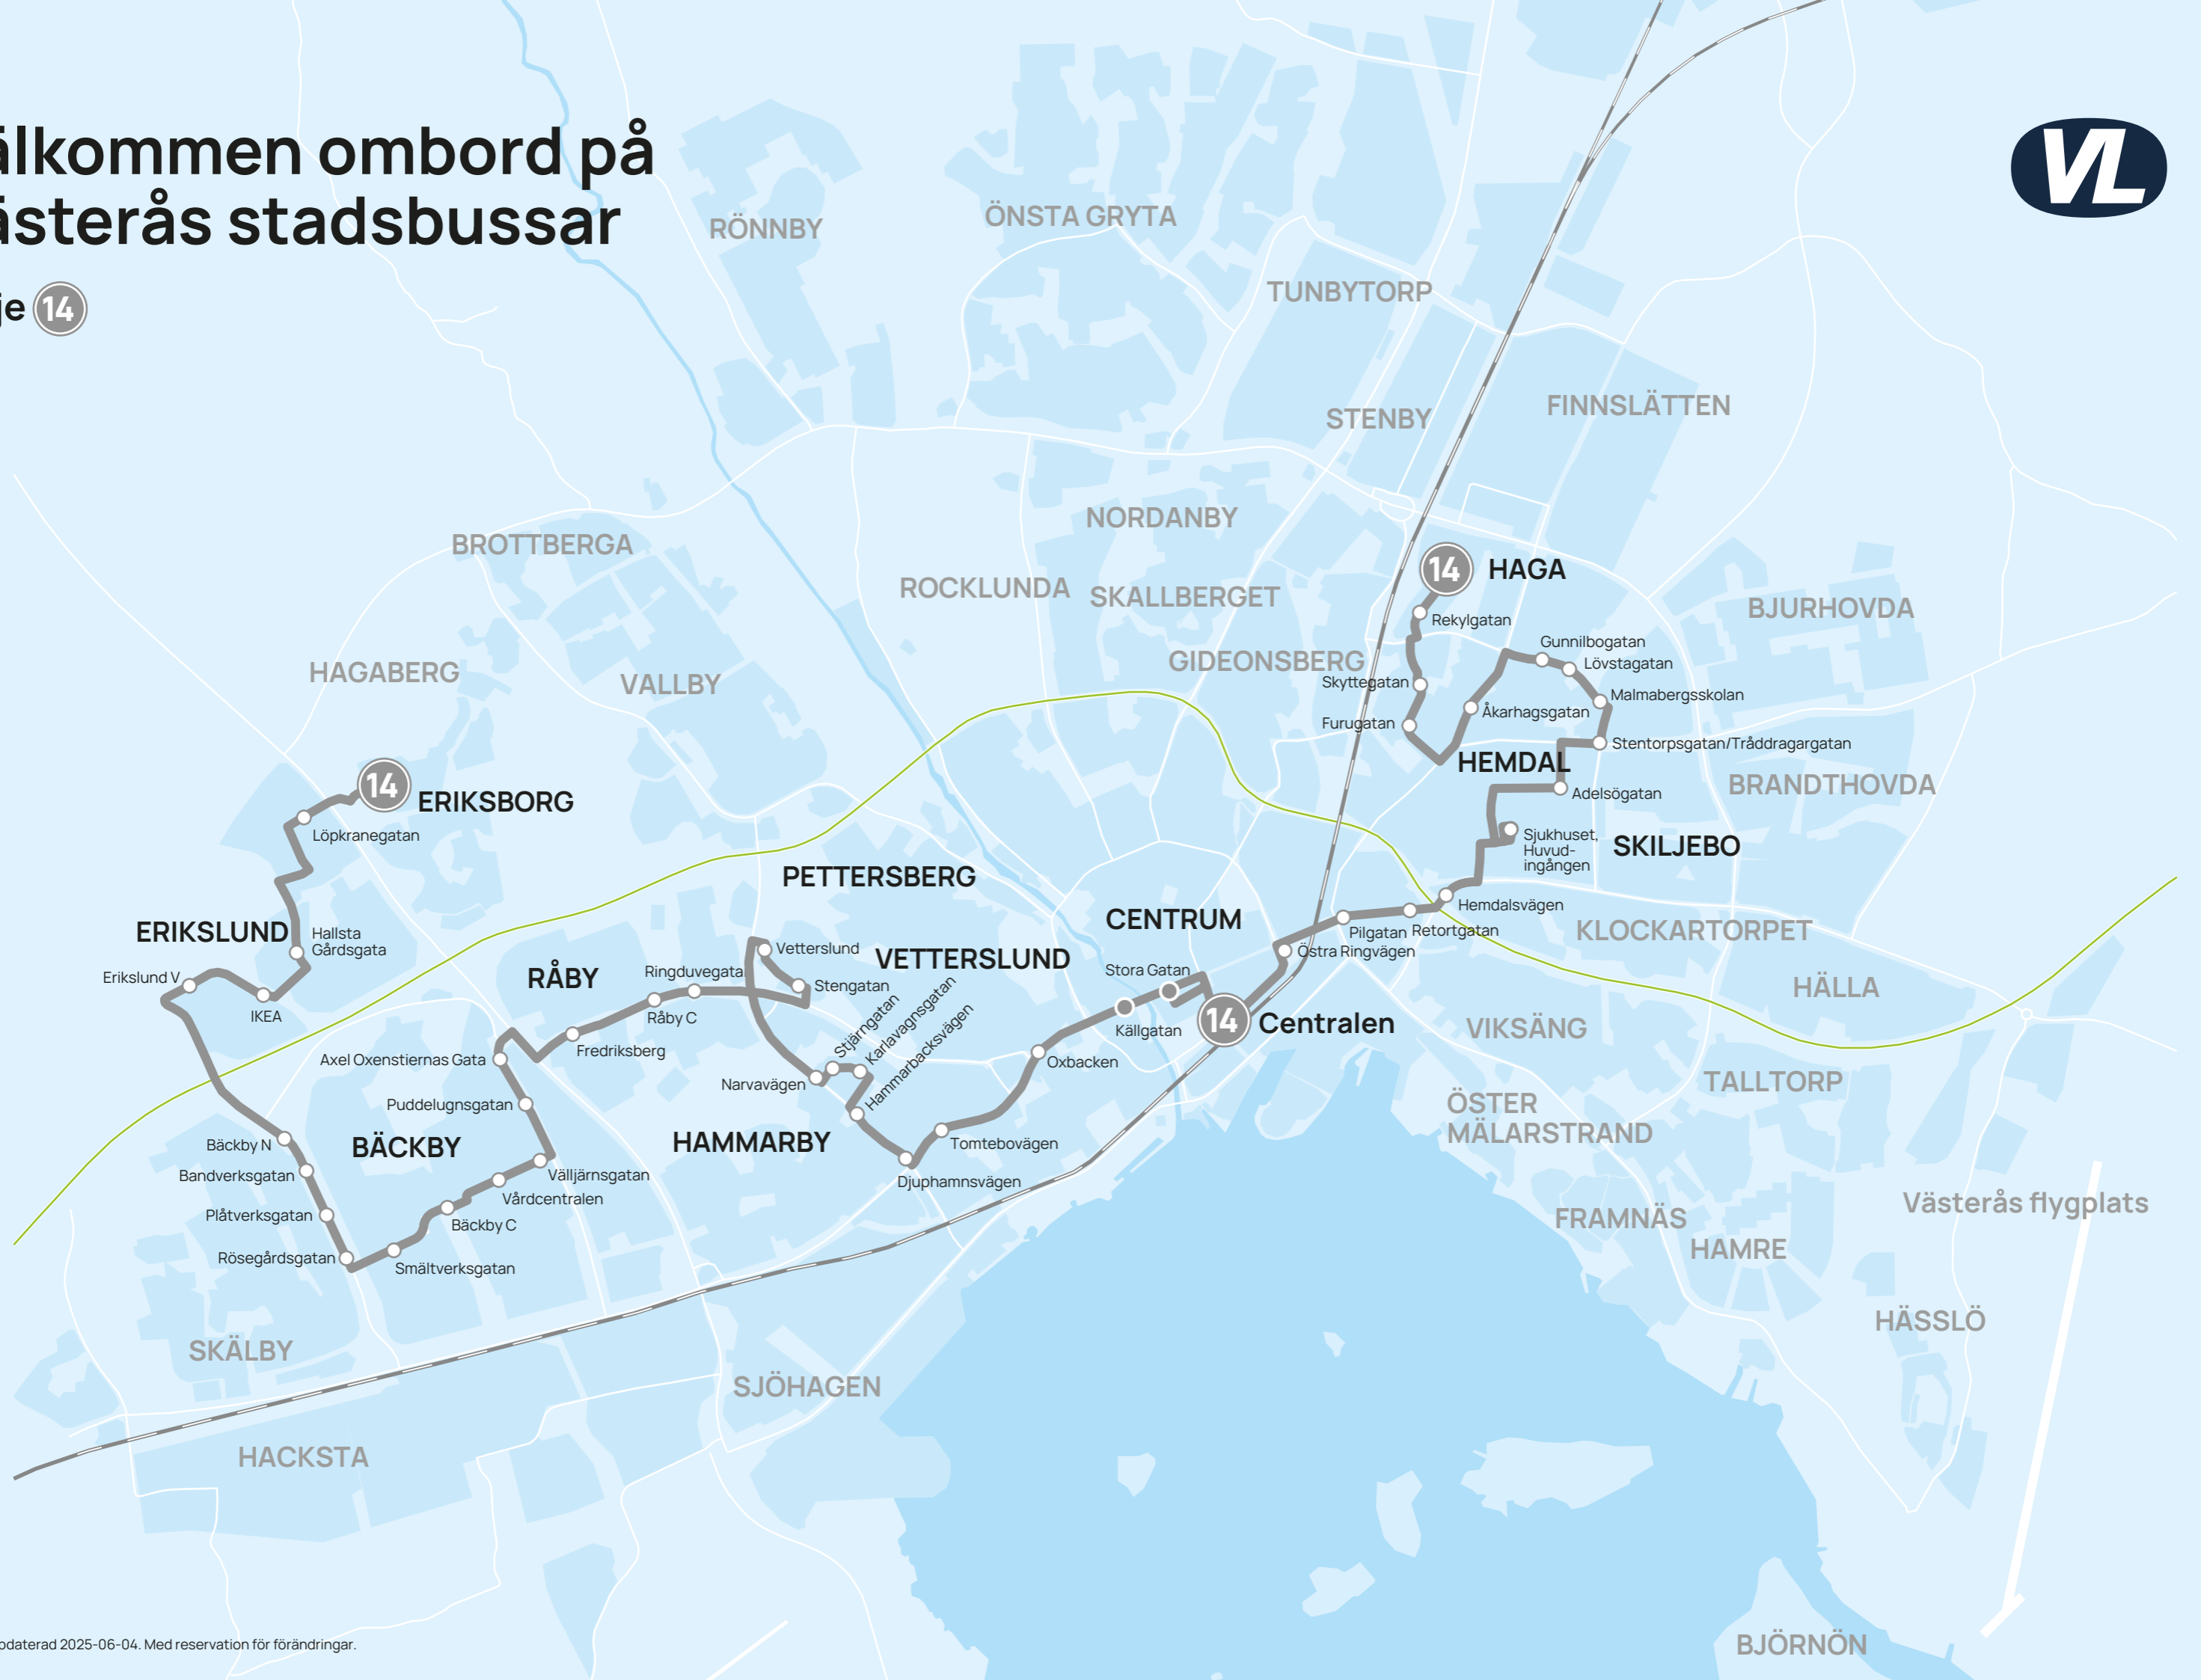 älkommen ombord på
ästerås stadsbussar
je 14
VL
RÖNNBY
ÖNSTA GRYTA
TUNBYTORP
STENBY
FINNSLÄTTEN
NORDANBY
BROTTBERGA
ROCKLUNDA
SKALLBERGET
14 HAGA
Rekylgatan
BJURHOVDA
Gunnilbogatan
Lövstagatan
GIDEONSBERG
HAGABERG
VALLBY
Skyttegatan
Malmabergsskolan
Åkarhagsgatan
Furugatan
Stentorpsgatan/Tråddragargatan
HEMDAL
14 ERIKSBORG
BRANDTHOVDA
Adelsögatan
Löpkranegatan
Sjukhuset,
Huvud-
ingången
SKILJEBO
PETTERSBERG
Hemdalsvägen
CENTRUM
ERIKSLUND
Hallsta
Gårdsgata
Pilgatan
Retortgatan
KLOCKARTORPET
Vetterslund
VETTERSLUND
Östra Ringvägen
Erikslund V
RÅBY
Ringduvegata
Stora Gatan
Stengatan
HÄLLA
IKEA
Råby C
Stjärngatan
Karlavagnsgatan
Hammarbacksvägen
Källgatan
14 Centralen
VIKSÄNG
Fredriksberg
Axel Oxenstiernas Gata
Oxbacken
Narvavägen
TALLTORP
Puddelugnsgatan
ÖSTER
MÄLARSTRAND
Bäckby N
BÄCKBY
HAMMARBY
Tomtebovägen
Bandverksgatan
Välljärnsgatan
Djuphamnsvägen
Vårdcentralen
Västerås flygplats
Plåtverksgatan
Bäckby C
FRAMNÄS
HAMRE
Rösegårdsgatan
Smältverksgatan
HÄSSLÖ
SKÄLBY
SJÖHAGEN
HACKSTA
pdaterad 2025-06-04. Med reservation för förändringar.
BJÖRNÖN